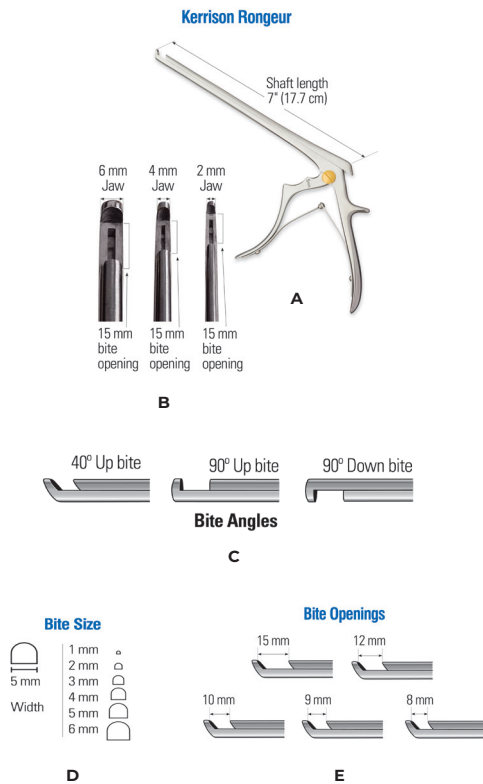 Kerrison Rongeur
Shaft length
7" (17.7 cm)
6 mm
Jaw
4 mm
Jaw
2 mm
Jaw
A
15 mm
bite
opening
15 mm
bite
opening
15 mm
bite
opening
B
40º Up bite
90º Up bite
90º Down bite
Bite Angles
C
Bite Size
5 mm
Width
1 mm
2 mm
3 mm
4 mm
5 mm
6 mm
D
Bite Openings
15 mm
12 mm
10 mm
9 mm
8 mm
E